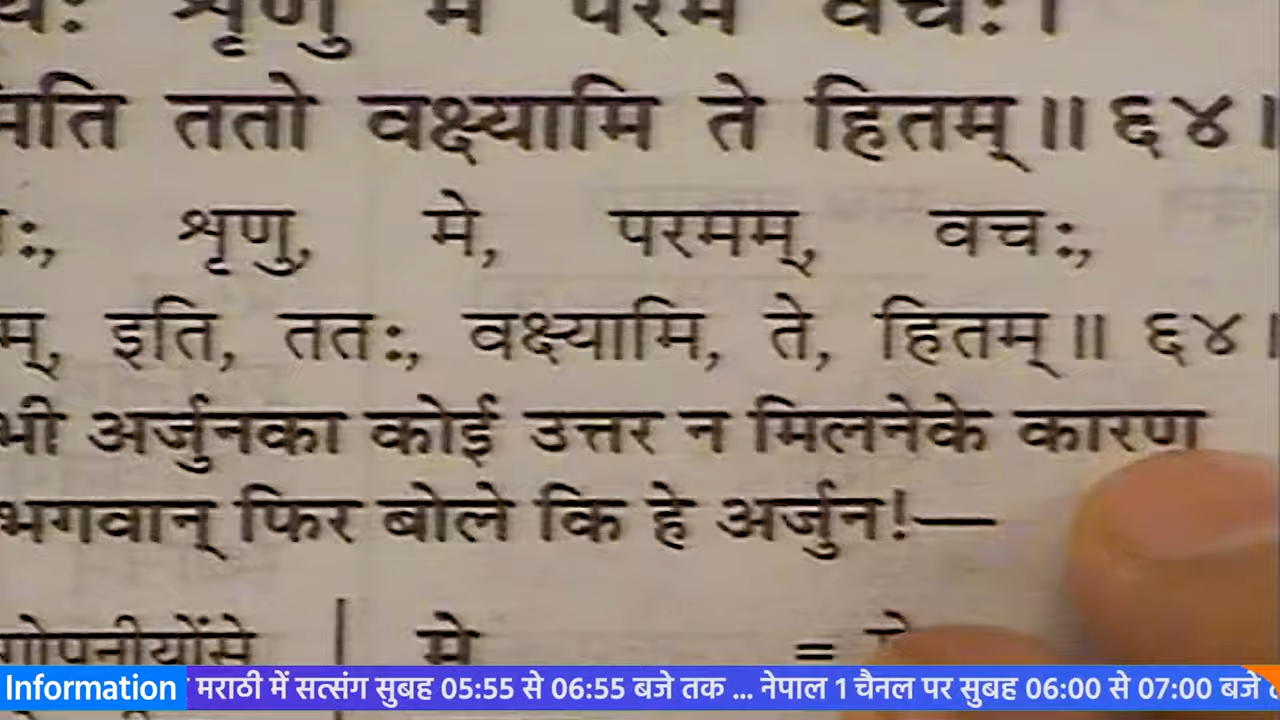 शृणु मे परमं वचः।
ततो वक्ष्यामि ते हितम्॥ ६४।
शृणु, मे, परमम्, वचः,
इति, ततः, वक्ष्यामि, ते, हितम्॥ ६४।
भी अर्जुनका कोई उत्तर न मिलनेके कारण
भगवान् फिर बोले कि हे अर्जुन!—
गोपनीयोंसे | मे =
Information मराठी में सत्संग सुबह 05:55 से 06:55 बजे तक ... नेपाल 1 चैनल पर सुबह 06:00 से 07:00 बजे